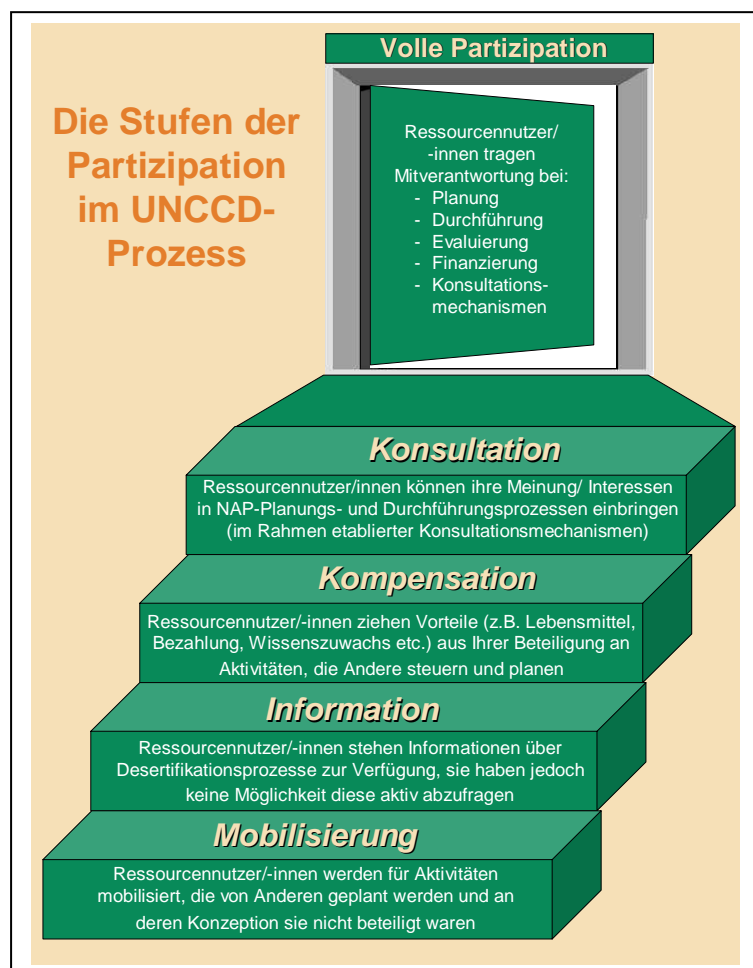 Volle Partizipation
Die Stufen der
Partizipation
im UNCCD-
Prozess
Ressourcennutzer/
-innen tragen
Mitverantwortung bei:
- Planung
- Durchführung
- Evaluierung
- Finanzierung
- Konsultations-
mechanismen
Konsultation
Ressourcennutzer/innen können ihre Meinung/ Interessen
in NAP-Planungs- und Durchführungsprozessen einbringen
(im Rahmen etablierter Konsultationsmechanismen)
Kompensation
Ressourcennutzer/-innen ziehen Vorteile (z.B. Lebensmittel,
Bezahlung, Wissenszuwachs etc.) aus Ihrer Beteiligung an
Aktivitäten, die Andere steuern und planen
Information
Ressourcennutzer/-innen stehen Informationen über
Desertifikationsprozesse zur Verfügung, sie haben jedoch
keine Möglichkeit diese aktiv abzufragen
Mobilisierung
Ressourcennutzer/-innen werden für Aktivitäten
mobilisiert, die von Anderen geplant werden und an
deren Konzeption sie nicht beteiligt waren